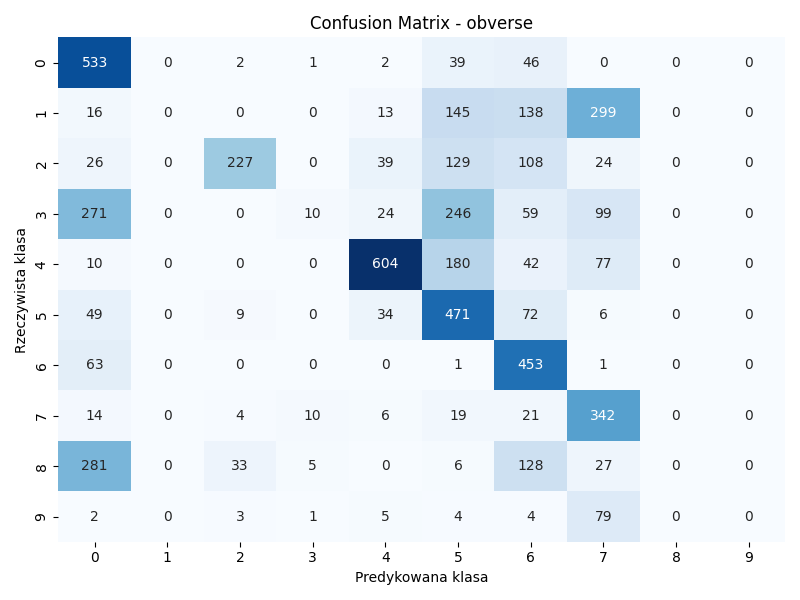 Confusion Matrix - obverse
Rzeczywista klasa
0 533 0 2 1 2 39 46 0 0 0
1 16 0 0 0 13 145 138 299 0 0
2 26 0 227 0 39 129 108 24 0 0
3 271 0 0 10 24 246 59 99 0 0
4 10 0 0 0 604 180 42 77 0 0
5 49 0 9 0 34 471 72 6 0 0
6 63 0 0 0 0 1 453 1 0 0
7 14 0 4 10 6 19 21 342 0 0
8 281 0 33 5 0 6 128 27 0 0
9 2 0 3 1 5 4 4 79 0 0
0 1 2 3 4 5 6 7 8 9
Predykowana klasa